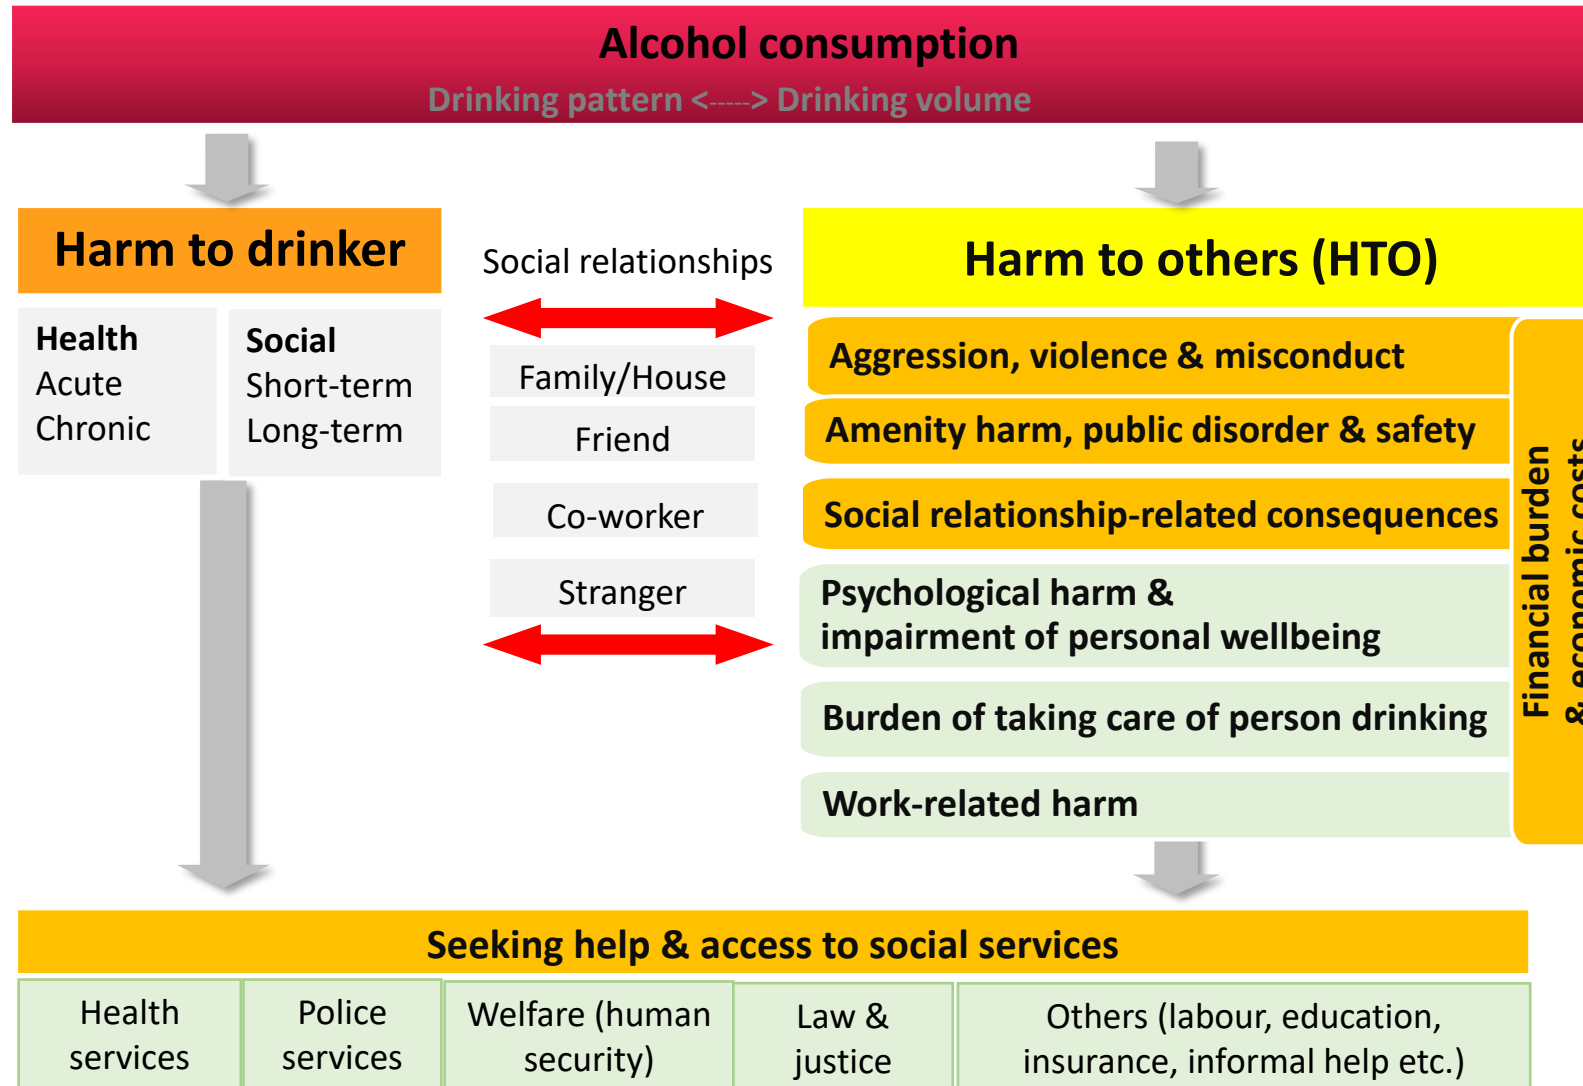 Alcohol consumption
Drinking pattern <-----> Drinking volume
Harm to drinker
Health
Acute
Chronic
Social
Short-term
Long-term
Social relationships
Family/House
Friend
Co-worker
Stranger
Harm to others (HTO)
Aggression, violence & misconduct
Amenity harm, public disorder & safety
Social relationship-related consequences
Psychological harm &
impairment of personal wellbeing
Burden of taking care of person drinking
Work-related harm
Financial burden
& economic costs
Seeking help & access to social services
Health
services
Police
services
Welfare (human
security)
Law &
justice
Others (labour, education,
insurance, informal help etc.)